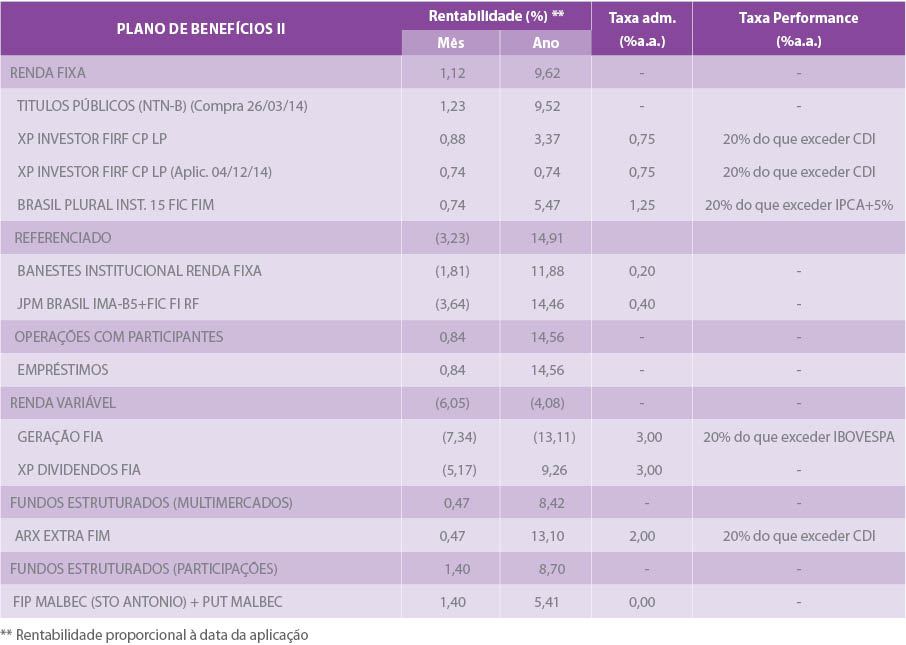 PLANO DE BENEFÍCIOS II Rentabilidade (%) ** Taxa adm. (%a.a.) Taxa Performance (%a.a.)
Mês Ano
RENDA FIXA 1,12 9,62 - -
TITULOS PÚBLICOS (NTN-B) (Compra 26/03/14) 1,23 9,52 - -
XP INVESTOR FIRF CP LP 0,88 3,37 0,75 20% do que exceder CDI
XP INVESTOR FIRF CP LP (Aplic. 04/12/14) 0,74 0,74 0,75 20% do que exceder CDI
BRASIL PLURAL INST. 15 FIC FIM 0,74 5,47 1,25 20% do que exceder IPCA+5%
REFERENCIADO (3,23) 14,91
BANESTES INSTITUCIONAL RENDA FIXA (1,81) 11,88 0,20 -
JPM BRASIL IMA-B5+FIC FI RF (3,64) 14,46 0,40 -
OPERAÇÕES COM PARTICIPANTES 0,84 14,56 - -
EMPRÉSTIMOS 0,84 14,56 - -
RENDA VARIÁVEL (6,05) (4,08) - -
GERAÇÃO FIA (7,34) (13,11) 3,00 20% do que exceder IBOVESPA
XP DIVIDENDOS FIA (5,17) 9,26 3,00 -
FUNDOS ESTRUTURADOS (MULTIMERCADOS) 0,47 8,42 - -
ARX EXTRA FIM 0,47 13,10 2,00 20% do que exceder CDI
FUNDOS ESTRUTURADOS (PARTICIPAÇÕES) 1,40 8,70 - -
FIP MALBEC (STO ANTONIO) + PUT MALBEC 1,40 5,41 0,00 -
** Rentabilidade proporcional à data da aplicação